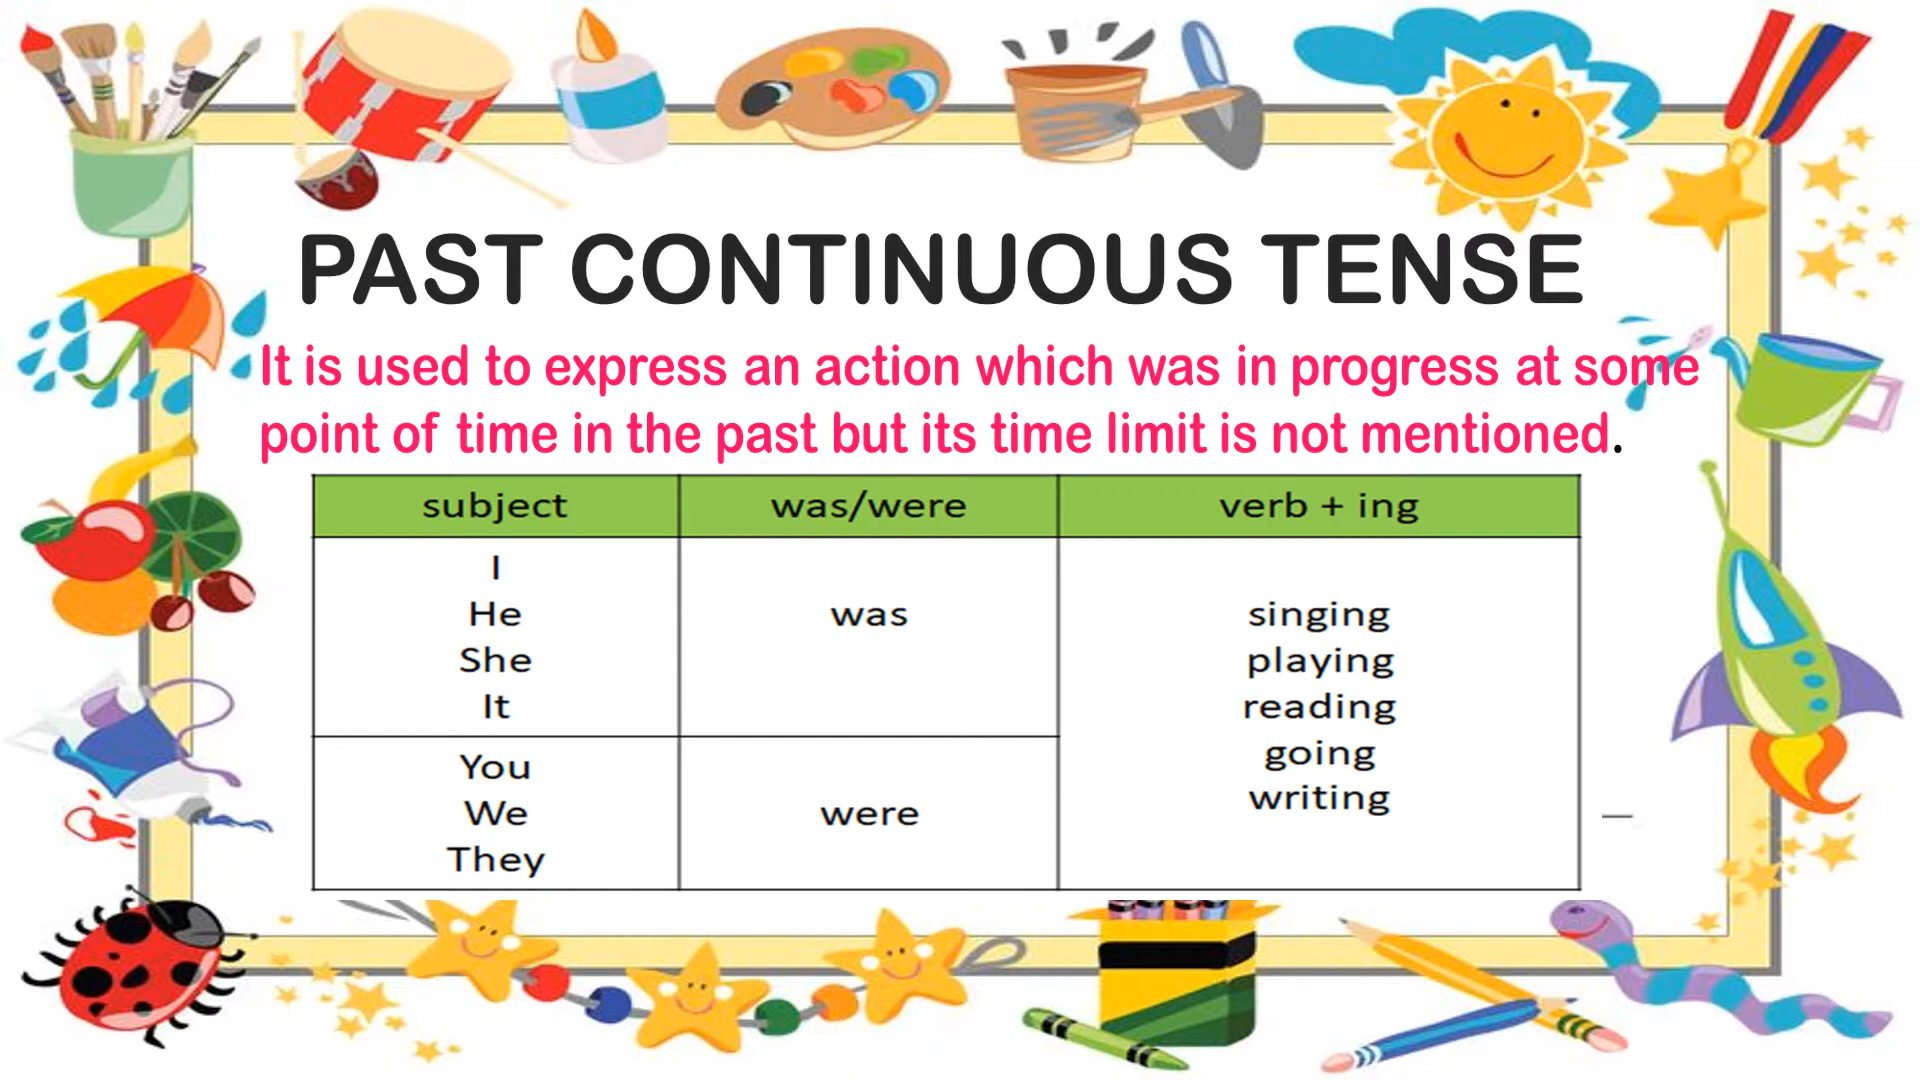 PAST CONTINUOUS TENSE
It is used to express an action which was in progress at some
point of time in the past but its time limit is not mentioned.
subject was/were verb + ing
I
He was singing
She playing
It reading
going
You
writing
We were
They